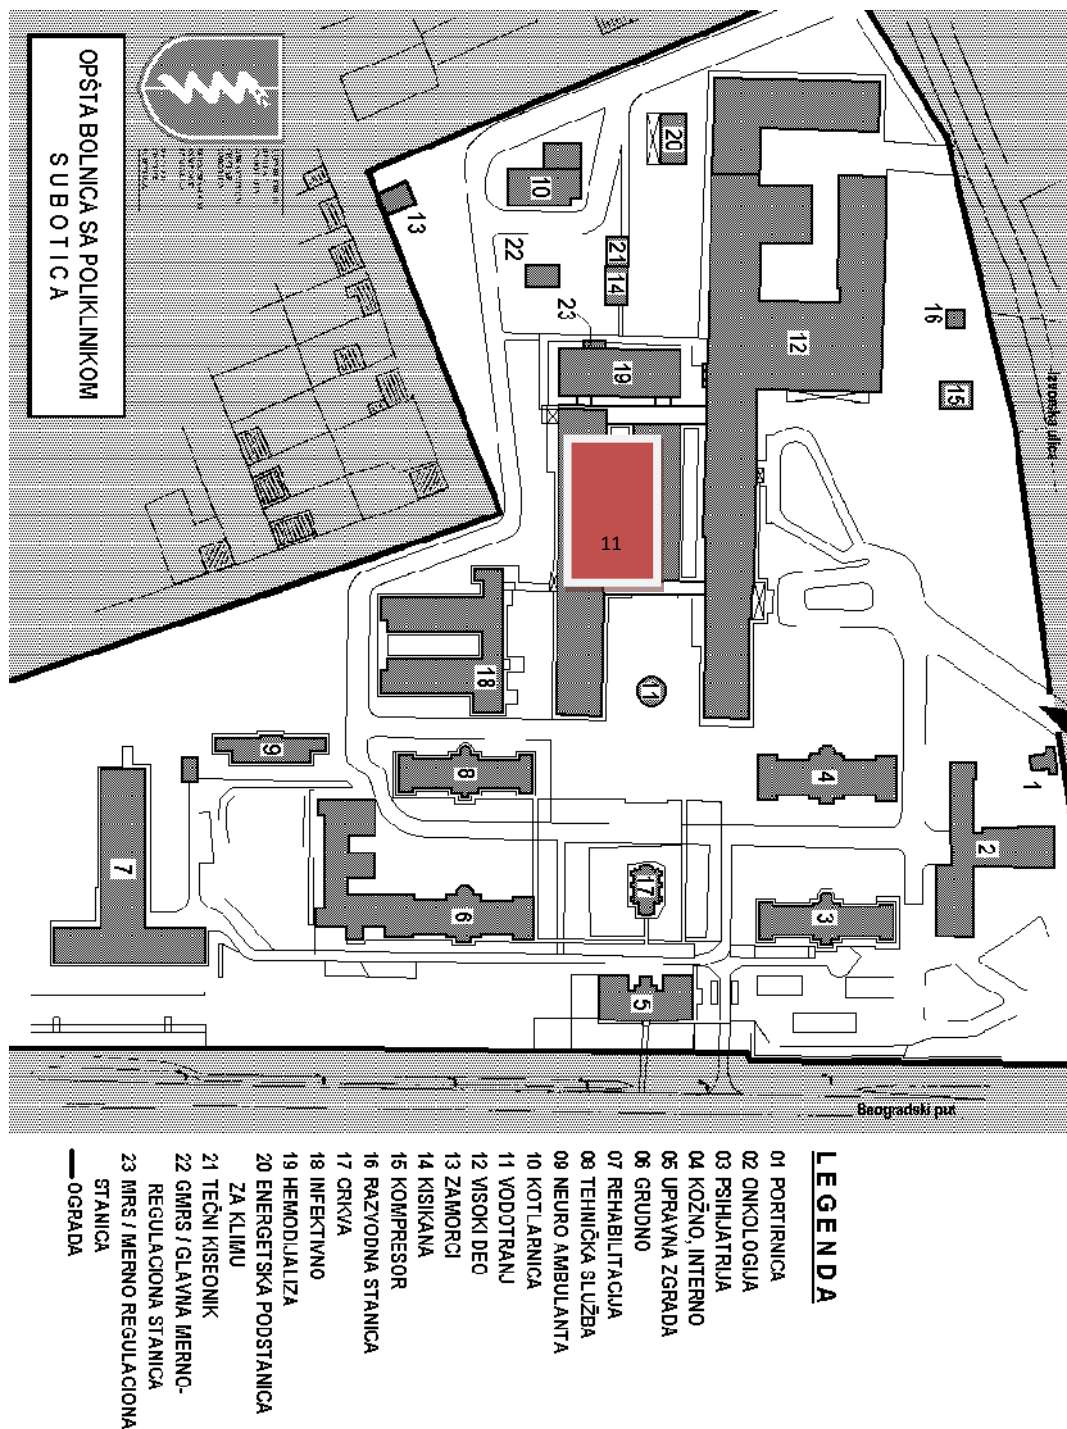 OPŠTA BOLNICA SA POLIKLINIKOM
SUBOTICA
13
10
20
22
21
14
23
19
12
16
15
Izvorska ulica
11
18
11
9
8
4
1
2
7
6
17
3
5
Beogradski put
LEGENDA
01 PORTIRNICA
02 ONKOLOGIJA
03 PSIHIJATRIJA
04 KOŽNO, INTERNO
05 UPRAVNA ZGRADA
06 GRUDNO
07 REHABILITACIJA
08 TEHNIČKA SLUŽBA
09 NEURO AMBULANTA
10 KOTLARNICA
11 VODOTRANJ
12 VISOKI DEO
13 ZAMORCI
14 KISIKANA
15 KOMPRESOR
16 RAZVODNA STANICA
17 CRKVA
18 INFEKTIVNO
19 HEMODIJALIZA
20 ENERGETSKA PODSTANICA
ZA KLIMU
21 TEČNI KISEONIK
22 GMRS / GLAVNA MERNO-
REGULACIONA STANICA
23 MRS / MERNO REGULACIONA
STANICA
OGRADA